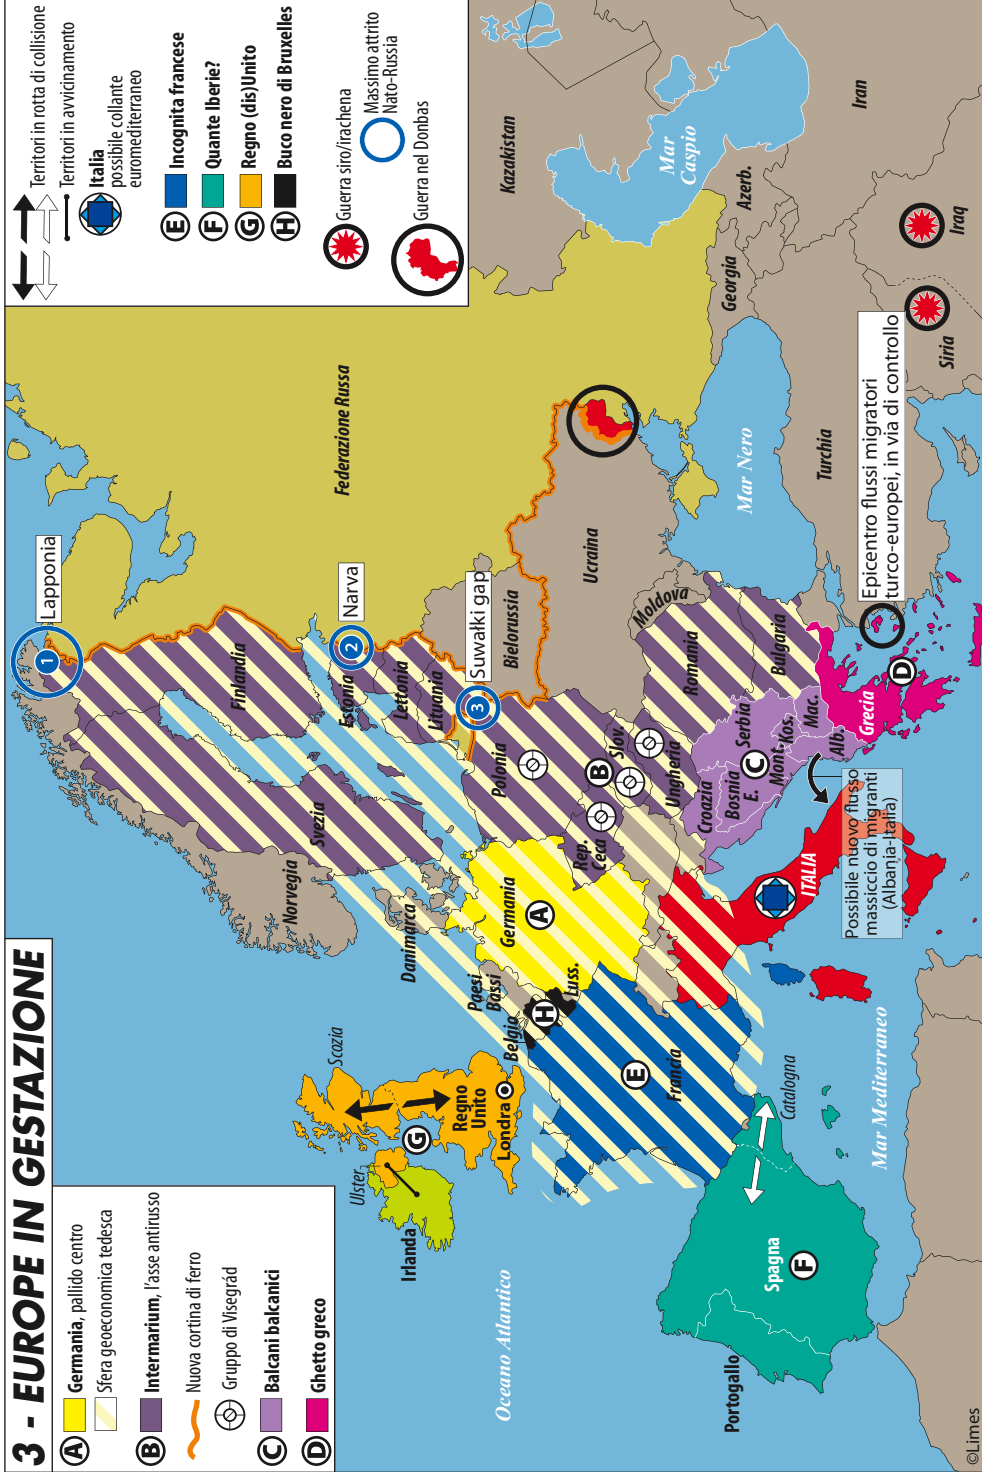 3 - EUROPE IN GESTAZIONE
A Germania, pallido centro
Sfera geoeconomica tedesca
B Intermarium, l'asse antirusso
Nuova cortina di ferro
Gruppo di Visegrád
C Balcani balcanici
D Ghetto greco
Territori in rotta di collisione
Territori in avvicinamento
Italia
possibile collante
euromediterraneo
E Incognita francese
F Quante Iberie?
G Regno (dis)Unito
H Buco nero di Bruxelles
Guerra siro/irachena
Massimo attrito
Nato-Russia
Guerra nel Donbas
1
Lapponia
2
Narva
3
Suwałki gap
Norvegia
Svezia
Finlandia
Estonia
Lettonia
Lituania
Bielorussia
Federazione Russa
Kazakistan
Mar
Caspio
Iran
Azerb.
Georgia
Iraq
Siria
Turchia
Mar Nero
Ucraina
Moldova
Romania
Bulgaria
Polonia
B
Slov.
Ungheria
Rep.
Ceca
Germania
A
Danimarca
Paesi
Bassi
Belgio
H
Luss.
Scozia
Ulster
G
Regno
Unito
Londra
Irlanda
Oceano Atlantico
Francia
E
Catalogna
Spagna
F
Portogallo
Mar Mediterraneo
ITALIA
Croazia
Bosnia
E.
C
Serbia
Mont.
Kos.
Mac.
Alb.
Grecia
D
Epicentro flussi migratori
turco-europei, in via di controllo
Possibile nuovo flusso
massiccio di migranti
(Albania-Italia)
©Limes